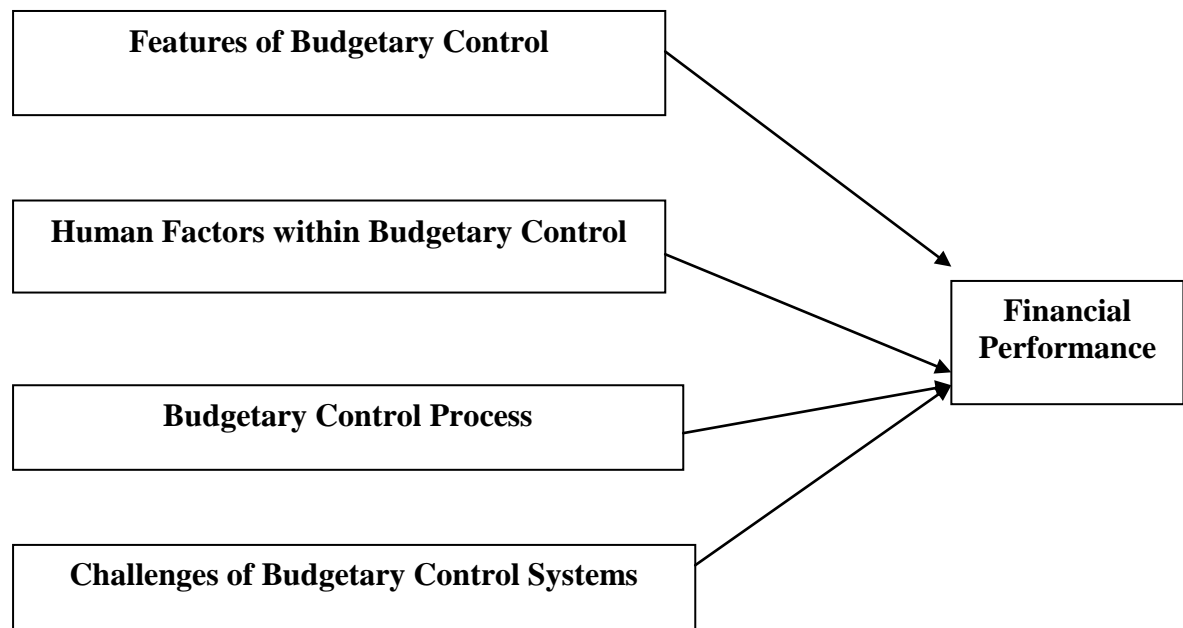 Features of Budgetary Control
Human Factors within Budgetary Control
Financial
Performance
Budgetary Control Process
Challenges of Budgetary Control Systems